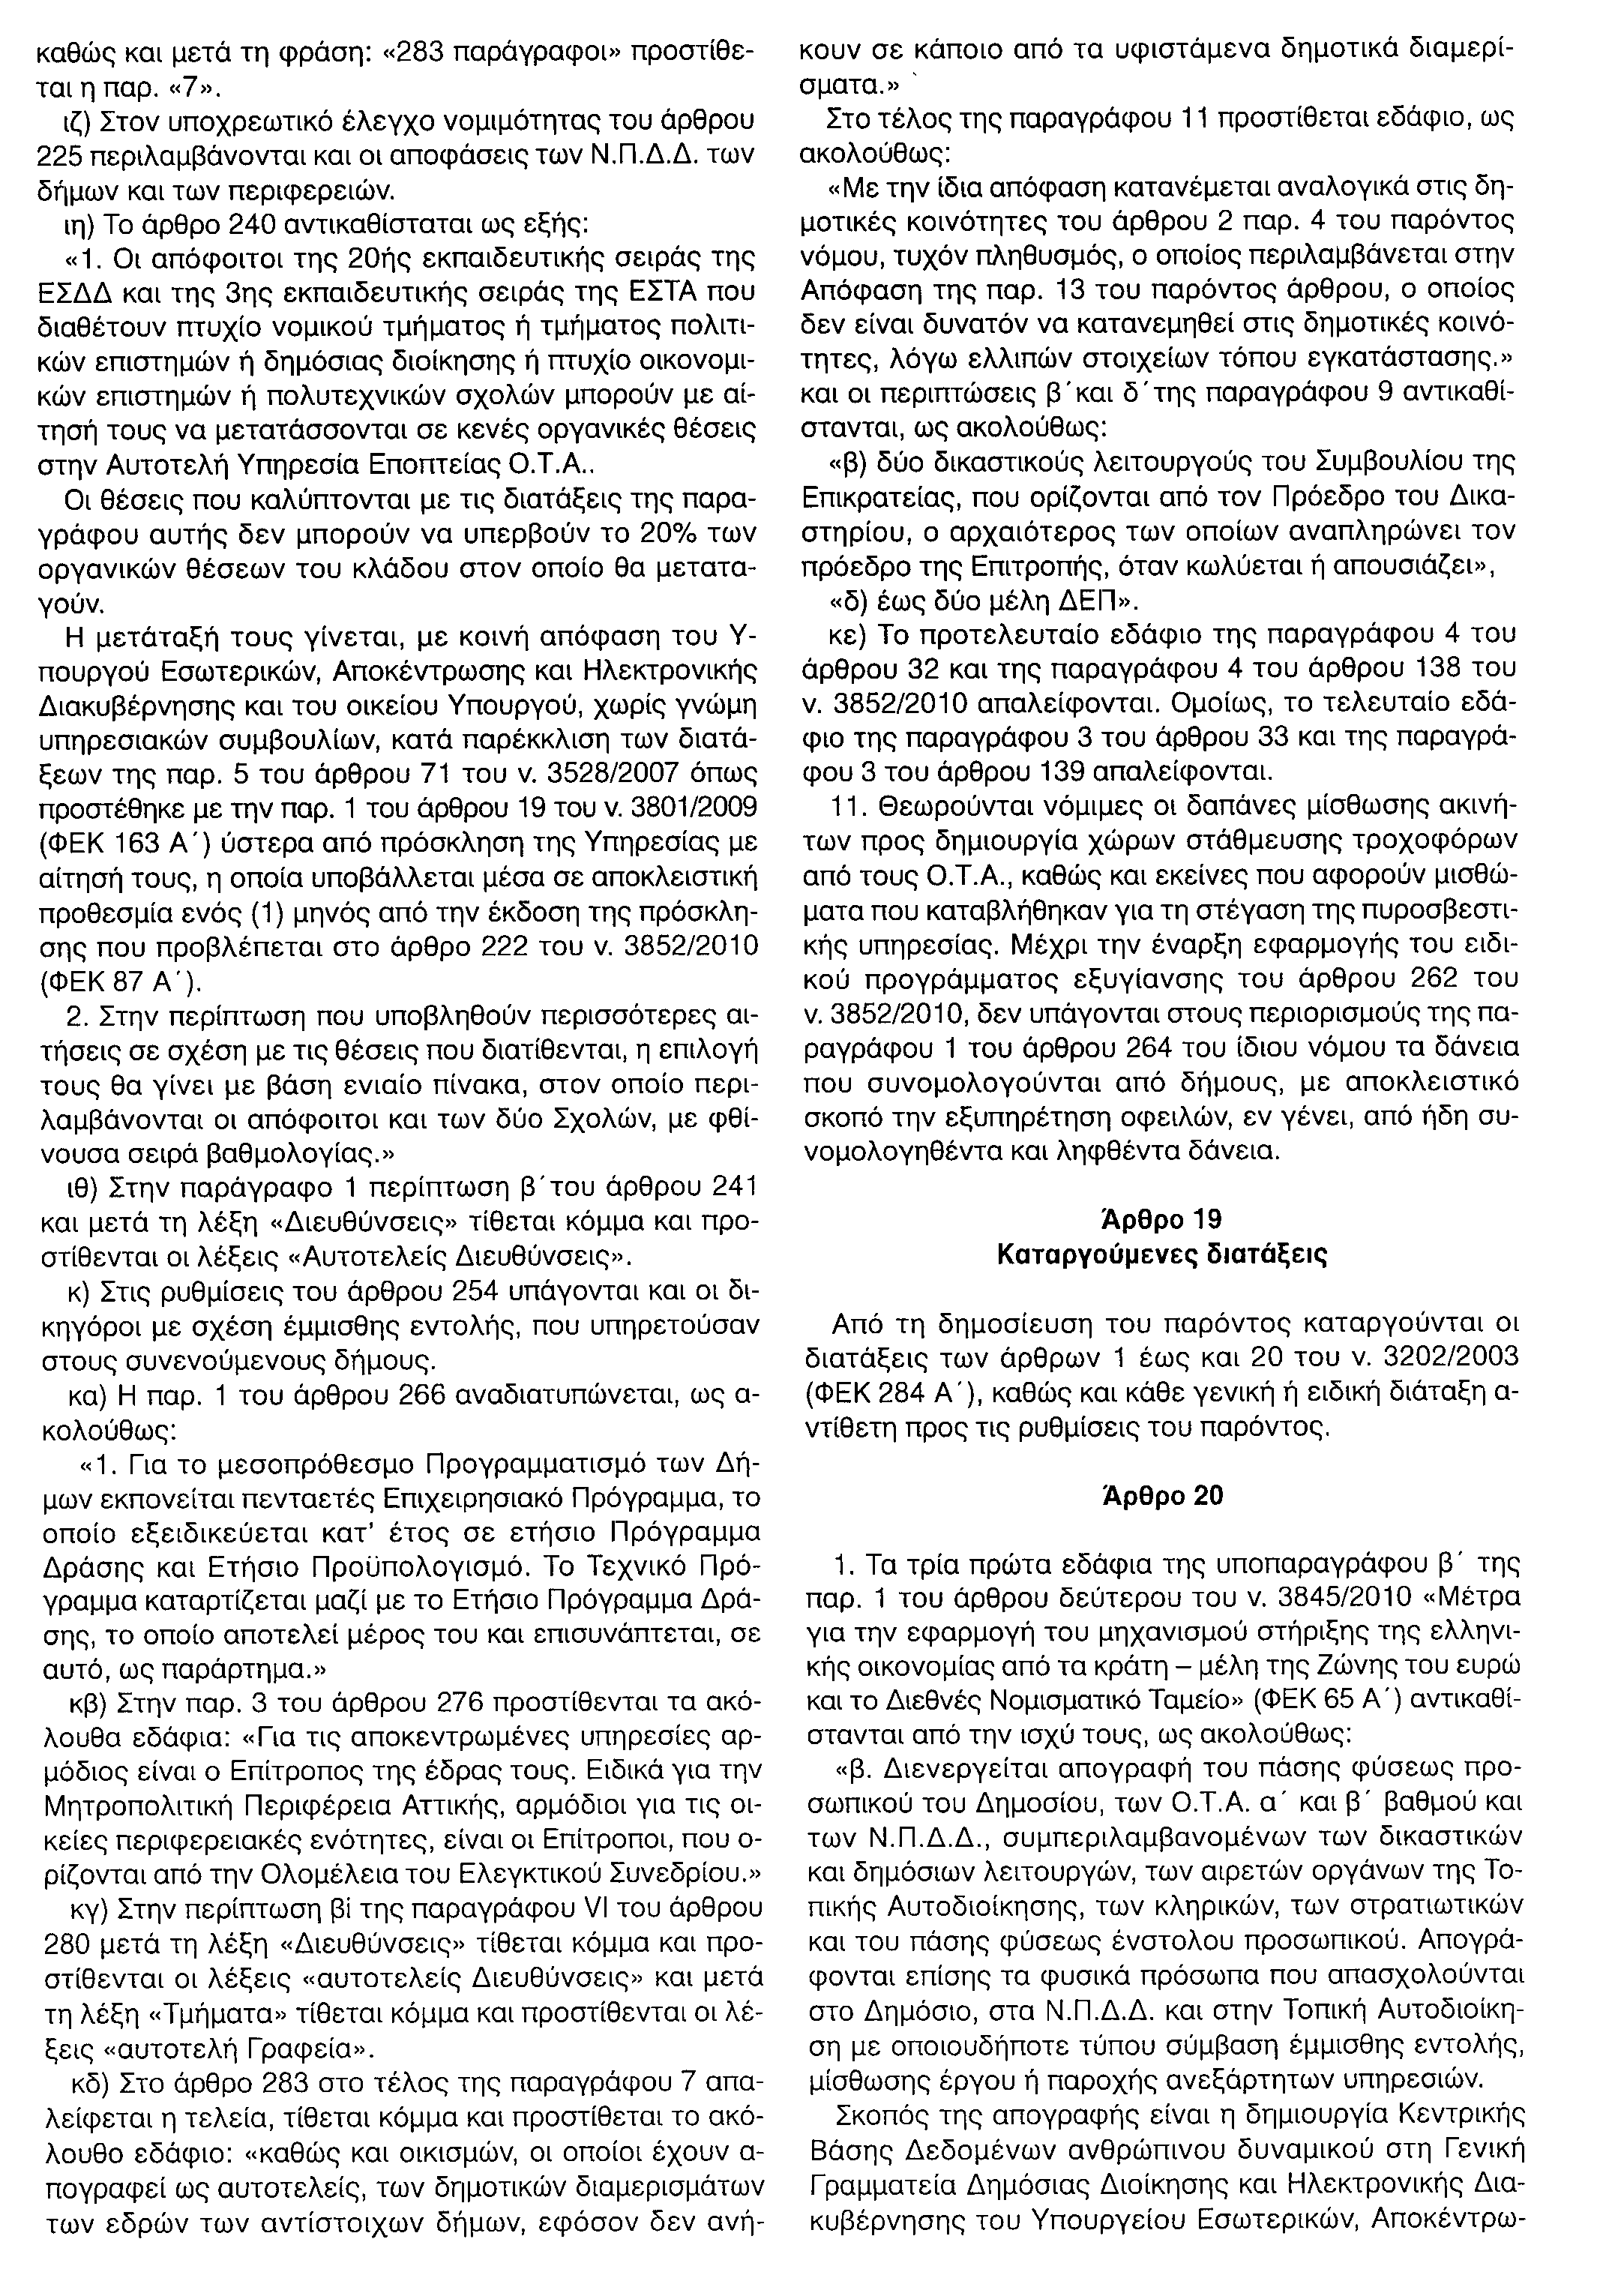 καθώς και μετά τη φράση: «283 παράγραφοι» προστίθε-
ται η παρ. «7».
ιζ) Στον υποχρεωτικό έλεγχο νομιμότητας του άρθρου
225 περιλαμβάνονται και οι αποφάσεις των Ν.Π.Δ.Δ. των
δήμων και των περιφερειών.
ιη) Το άρθρο 240 αντικαθίσταται ως εξής:
«1. Οι απόφοιτοι της 20ής εκπαιδευτικής σειράς της
ΕΣΔΔ και της 3ης εκπαιδευτικής σειράς της ΕΣΤΑ που
διαθέτουν πτυχίο νομικού τμήματος ή τμήματος πολιτι-
κών επιστημών ή δημόσιας διοίκησης ή πτυχίο οικονομι-
κών επιστημών ή πολυτεχνικών σχολών μπορούν με αί-
τησή τους να μετατάσσονται σε κενές οργανικές θέσεις
στην Αυτοτελή Υπηρεσία Εποπτείας Ο.Τ.Α..
Οι θέσεις που καλύπτονται με τις διατάξεις της παρα-
γράφου αυτής δεν μπορούν να υπερβούν το 20% των
οργανικών θέσεων του κλάδου στον οποίο θα μετατα-
γούν.
Η μετάταξή τους γίνεται, με κοινή απόφαση του Υ-
πουργού Εσωτερικών, Αποκέντρωσης και Ηλεκτρονικής
Διακυβέρνησης και του οικείου Υπουργού, χωρίς γνώμη
υπηρεσιακών συμβουλίων, κατά παρέκκλιση των διατά-
ξεων της παρ. 5 του άρθρου 71 του ν. 3528/2007 όπως
προστέθηκε με την παρ. 1 του άρθρου 19 του ν. 3801/2009
(ΦΕΚ 163 Α΄) ύστερα από πρόσκληση της Υπηρεσίας με
αίτησή τους, η οποία υποβάλλεται μέσα σε αποκλειστική
προθεσμία ενός (1) μηνός από την έκδοση της πρόσκλη-
σης που προβλέπεται στο άρθρο 222 του ν. 3852/2010
(ΦΕΚ 87 Α΄).
2. Στην περίπτωση που υποβληθούν περισσότερες αι-
τήσεις σε σχέση με τις θέσεις που διατίθενται, η επιλογή
τους θα γίνει με βάση ενιαίο πίνακα, στον οποίο περι-
λαμβάνονται οι απόφοιτοι και των δύο Σχολών, με φθί-
νουσα σειρά βαθμολογίας.»
ιθ) Στην παράγραφο 1 περίπτωση β΄του άρθρου 241
και μετά τη λέξη «Διευθύνσεις» τίθεται κόμμα και προ-
στίθενται οι λέξεις «Αυτοτελείς Διευθύνσεις».
κ) Στις ρυθμίσεις του άρθρου 254 υπάγονται και οι δι-
κηγόροι με σχέση έμμισθης εντολής, που υπηρετούσαν
στους συνενούμενους δήμους.
κα) Η παρ. 1 του άρθρου 266 αναδιατυπώνεται, ως α-
κολούθως:
«1. Για το μεσοπρόθεσμο Προγραμματισμό των Δή-
μων εκπονείται πενταετές Επιχειρησιακό Πρόγραμμα, το
οποίο εξειδικεύεται κατ’ έτος σε ετήσιο Πρόγραμμα
Δράσης και Ετήσιο Προϋπολογισμό. Το Τεχνικό Πρό-
γραμμα καταρτίζεται μαζί με το Ετήσιο Πρόγραμμα Δρά-
σης, το οποίο αποτελεί μέρος του και επισυνάπτεται, σε
αυτό, ως παράρτημα.»
κβ) Στην παρ. 3 του άρθρου 276 προστίθενται τα ακό-
λουθα εδάφια: «Για τις αποκεντρωμένες υπηρεσίες αρ-
μόδιος είναι ο Επίτροπος της έδρας τους. Ειδικά για την
Μητροπολιτική Περιφέρεια Αττικής, αρμόδιοι για τις οι-
κείες περιφερειακές ενότητες, είναι οι Επίτροποι, που ο-
ρίζονται από την Ολομέλεια του Ελεγκτικού Συνεδρίου.»
κγ) Στην περίπτωση βi της παραγράφου VI του άρθρου
280 μετά τη λέξη «Διευθύνσεις» τίθεται κόμμα και προ-
στίθενται οι λέξεις «αυτοτελείς Διευθύνσεις» και μετά
τη λέξη «Τμήματα» τίθεται κόμμα και προστίθενται οι λέ-
ξεις «αυτοτελή Γραφεία».
κδ) Στο άρθρο 283 στο τέλος της παραγράφου 7 απα-
λείφεται η τελεία, τίθεται κόμμα και προστίθεται το ακό-
λουθο εδάφιο: «καθώς και οικισμών, οι οποίοι έχουν α-
πογραφεί ως αυτοτελείς, των δημοτικών διαμερισμάτων
των εδρών των αντίστοιχων δήμων, εφόσον δεν ανή-
κουν σε κάποιο από τα υφιστάμενα δημοτικά διαμερί-
σματα.»
Στο τέλος της παραγράφου 11 προστίθεται εδάφιο, ως
ακολούθως:
«Με την ίδια απόφαση κατανέμεται αναλογικά στις δη-
μοτικές κοινότητες του άρθρου 2 παρ. 4 του παρόντος
νόμου, τυχόν πληθυσμός, ο οποίος περιλαμβάνεται στην
Απόφαση της παρ. 13 του παρόντος άρθρου, ο οποίος
δεν είναι δυνατόν να κατανεμηθεί στις δημοτικές κοινό-
τητες, λόγω ελλιπών στοιχείων τόπου εγκατάστασης.»
και οι περιπτώσεις β΄και δ΄της παραγράφου 9 αντικαθί-
στανται, ως ακολούθως:
«β) δύο δικαστικούς λειτουργούς του Συμβουλίου της
Επικρατείας, που ορίζονται από τον Πρόεδρο του Δικα-
στηρίου, ο αρχαιότερος των οποίων αναπληρώνει τον
πρόεδρο της Επιτροπής, όταν κωλύεται ή απουσιάζει»,
«δ) έως δύο μέλη ΔΕΠ».
κε) Το προτελευταίο εδάφιο της παραγράφου 4 του
άρθρου 32 και της παραγράφου 4 του άρθρου 138 του
ν. 3852/2010 απαλείφονται. Ομοίως, το τελευταίο εδά-
φιο της παραγράφου 3 του άρθρου 33 και της παραγρά-
φου 3 του άρθρου 139 απαλείφονται.
11. Θεωρούνται νόμιμες οι δαπάνες μίσθωσης ακινή-
των προς δημιουργία χώρων στάθμευσης τροχοφόρων
από τους Ο.Τ.Α., καθώς και εκείνες που αφορούν μισθώ-
ματα που καταβλήθηκαν για τη στέγαση της πυροσβεστι-
κής υπηρεσίας. Μέχρι την έναρξη εφαρμογής του ειδι-
κού προγράμματος εξυγίανσης του άρθρου 262 του
ν. 3852/2010, δεν υπάγονται στους περιορισμούς της πα-
ραγράφου 1 του άρθρου 264 του ίδιου νόμου τα δάνεια
που συνομολογούνται από δήμους, με αποκλειστικό
σκοπό την εξυπηρέτηση οφειλών, εν γένει, από ήδη συ-
νομολογηθέντα και ληφθέντα δάνεια.
Άρθρο 19
Καταργούμενες διατάξεις
Από τη δημοσίευση του παρόντος καταργούνται οι
διατάξεις των άρθρων 1 έως και 20 του ν. 3202/2003
(ΦΕΚ 284 Α΄), καθώς και κάθε γενική ή ειδική διάταξη α-
ντίθετη προς τις ρυθμίσεις του παρόντος.
Άρθρο 20
1. Τα τρία πρώτα εδάφια της υποπαραγράφου β΄ της
παρ. 1 του άρθρου δεύτερου του ν. 3845/2010 «Μέτρα
για την εφαρμογή του μηχανισμού στήριξης της ελληνι-
κής οικονομίας από τα κράτη – μέλη της Ζώνης του ευρώ
και το Διεθνές Νομισματικό Ταμείο» (ΦΕΚ 65 Α΄) αντικαθί-
στανται από την ισχύ τους, ως ακολούθως:
«β. Διενεργείται απογραφή του πάσης φύσεως προ-
σωπικού του Δημοσίου, των Ο.Τ.Α. α΄ και β΄ βαθμού και
των Ν.Π.Δ.Δ., συμπεριλαμβανομένων των δικαστικών
και δημόσιων λειτουργών, των αιρετών οργάνων της Το-
πικής Αυτοδιοίκησης, των κληρικών, των στρατιωτικών
και του πάσης φύσεως ένστολου προσωπικού. Απογρά-
φονται επίσης τα φυσικά πρόσωπα που απασχολούνται
στο Δημόσιο, στα Ν.Π.Δ.Δ. και στην Τοπική Αυτοδιοίκη-
ση με οποιουδήποτε τύπου σύμβαση έμμισθης εντολής,
μίσθωσης έργου ή παροχής ανεξάρτητων υπηρεσιών.
Σκοπός της απογραφής είναι η δημιουργία Κεντρικής
Βάσης Δεδομένων ανθρώπινου δυναμικού στη Γενική
Γραμματεία Δημόσιας Διοίκησης και Ηλεκτρονικής Δια-
κυβέρνησης του Υπουργείου Εσωτερικών, Αποκέντρω-